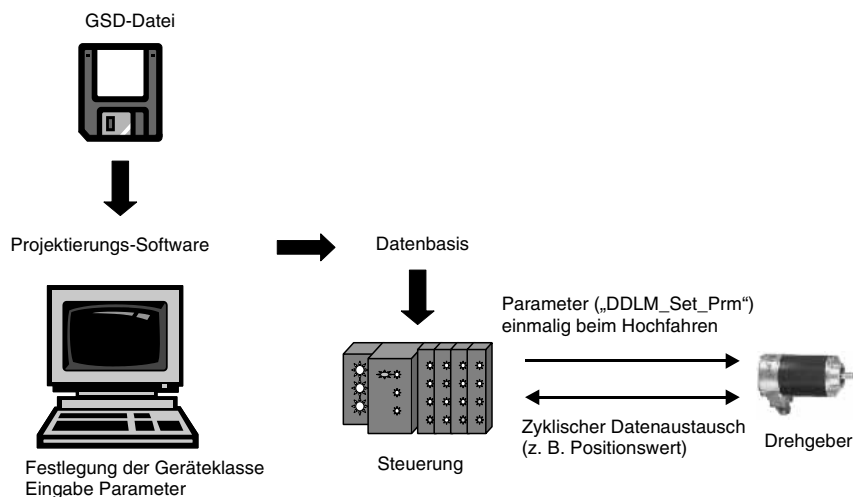 GSD-Datei
Projektierungs-Software
Datenbasis
Parameter („DDLM_Set_Prm“)
einmalig beim Hochfahren
Zyklischer Datenaustausch
(z. B. Positionswert)
Drehgeber
Steuerung
Festlegung der Geräteklasse
Eingabe Parameter